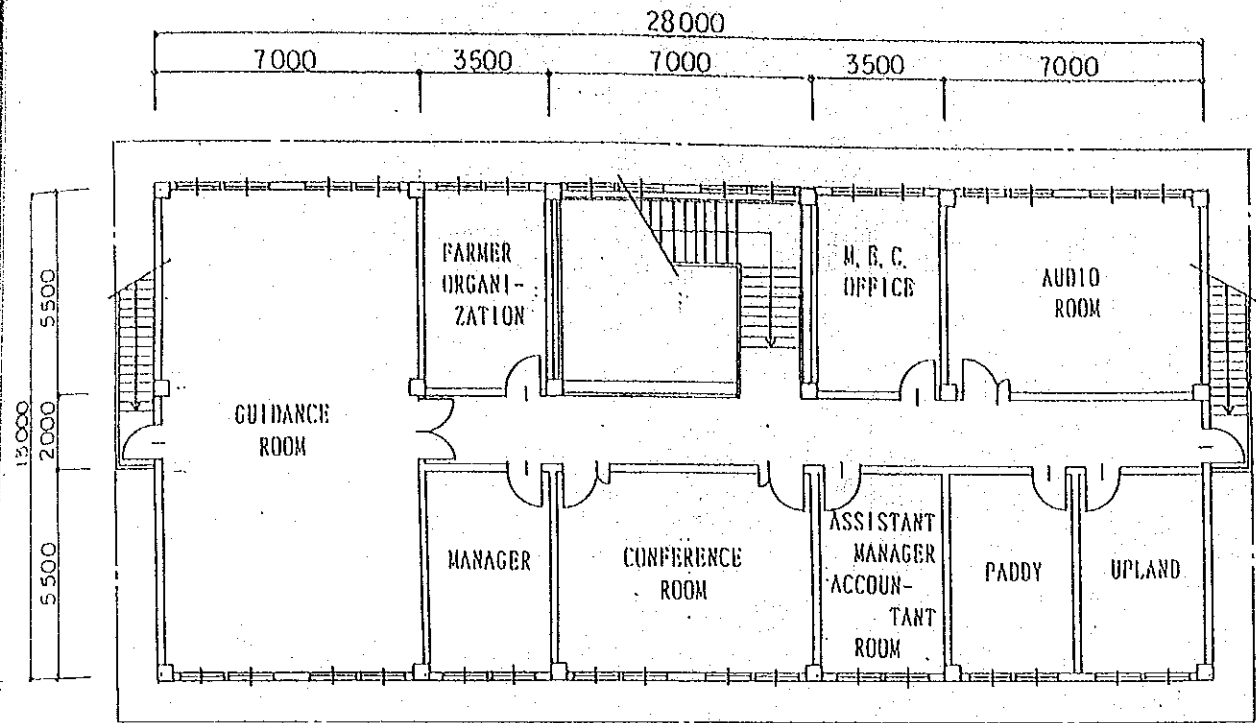 28000
7000 3500 7000 3500 7000
5500
2000
13000
5500
FARMER
ORGANI-
ZATION
M.B.C.
OFFICE
AUDIO
ROOM
GUIDANCE
ROOM
MANAGER
CONFERENCE
ROOM
ASSISTANT
MANAGER
ACCOUN-
TANT
ROOM
PADDY
UPLAND